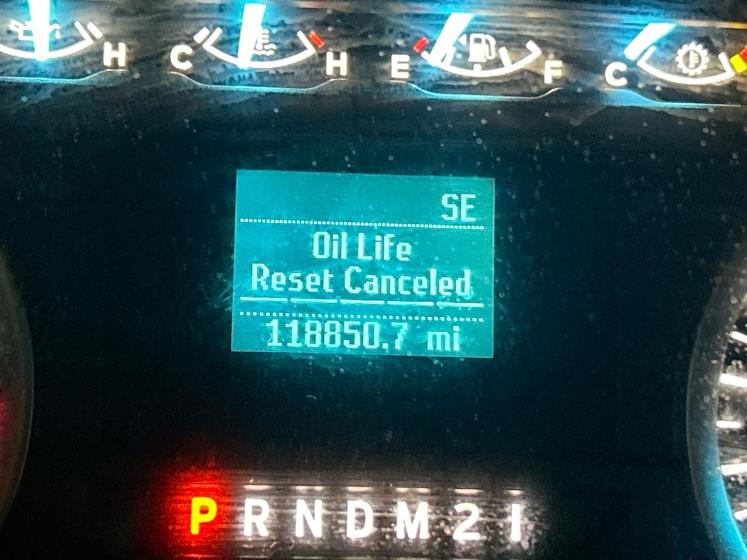 H C H E F C
SE
Oil Life
Reset Canceled
118850.7 mi
P R N D M 2 1